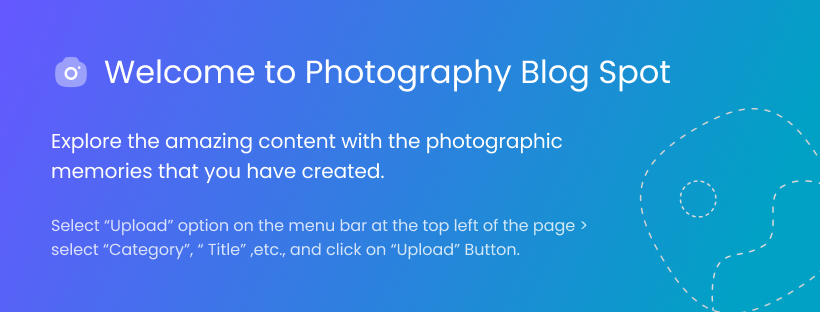 Welcome to Photography Blog Spot
Explore the amazing content with the photographic
memories that you have created.
Select “Upload” option on the menu bar at the top left of the page >
select “Category”, “ Title” ,etc., and click on “Upload” Button.